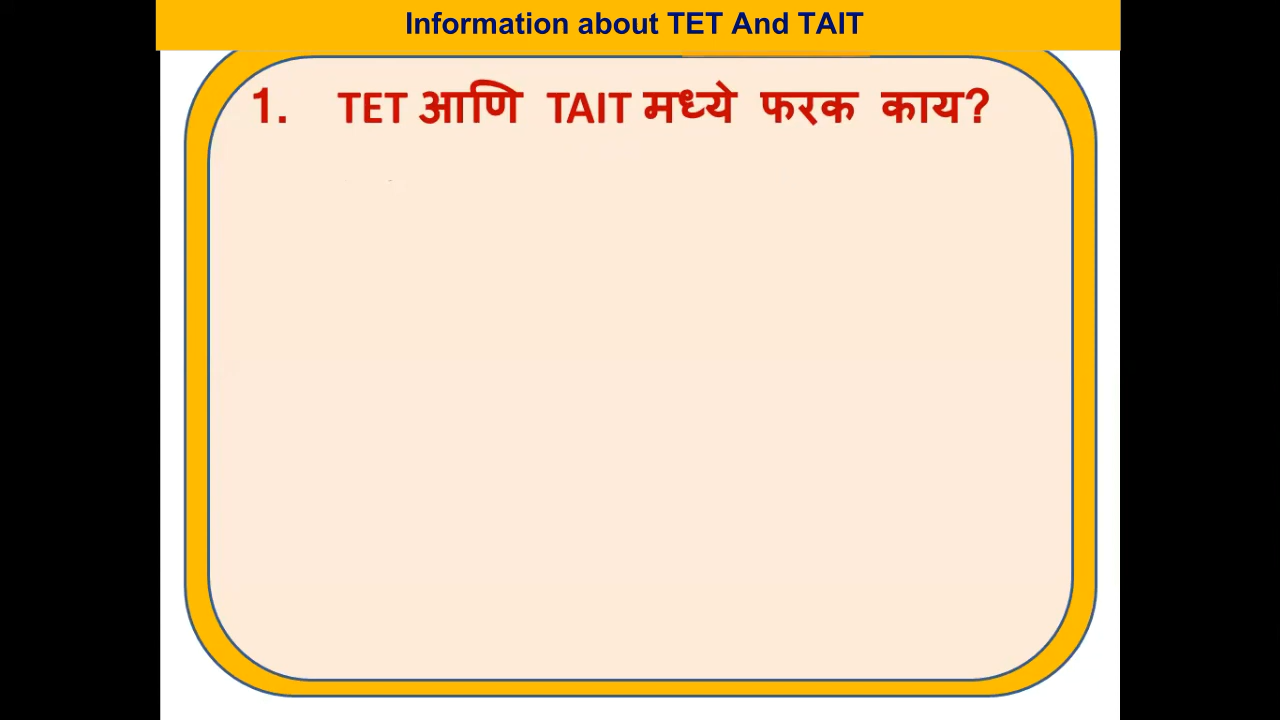 Information about TET And TAIT
1. TET आणि TAIT मध्ये फरक काय?